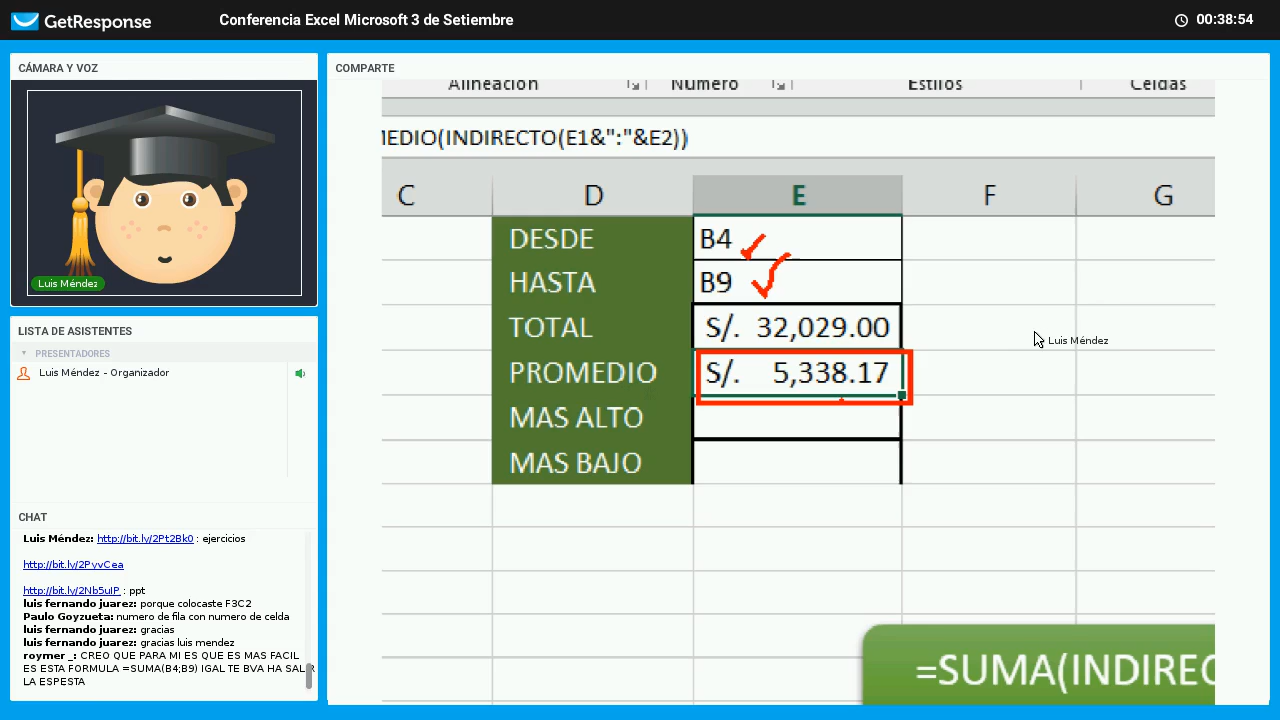 GetResponse
Conferencia Excel Microsoft 3 de Setiembre
00:38:54
CÁMARA Y VOZ
Luis Méndez
LISTA DE ASISTENTES
PRESENTADORES
Luis Méndez - Organizador
CHAT
Luis Méndez: http://bit.ly/2Pt2Bk0 : ejercicios
http://bit.ly/2PyvCea
http://bit.ly/2Nb5uIP : ppt
luis fernando juarez: porque colocaste F3C2
Paulo Goyzueta: numero de fila con numero de celda
luis fernando juarez: gracias
luis fernando juarez: gracias luis mendez
roymer _: CREO QUE PARA MI ES QUE ES MAS FACIL
ES ESTA FORMULA =SUMA(B4;B9) IGAL TE BVA HA SALIR
LA ESPESTA
COMPARTE
Alineación Número Estilos Celdas
MEDIO(INDIRECTO(E1&":"&E2))
C D E F G
DESDE B4
HASTA B9
TOTAL S/. 32,029.00
PROMEDIO S/. 5,338.17
MAS ALTO
MAS BAJO
Luis Méndez
=SUMA(INDIREC